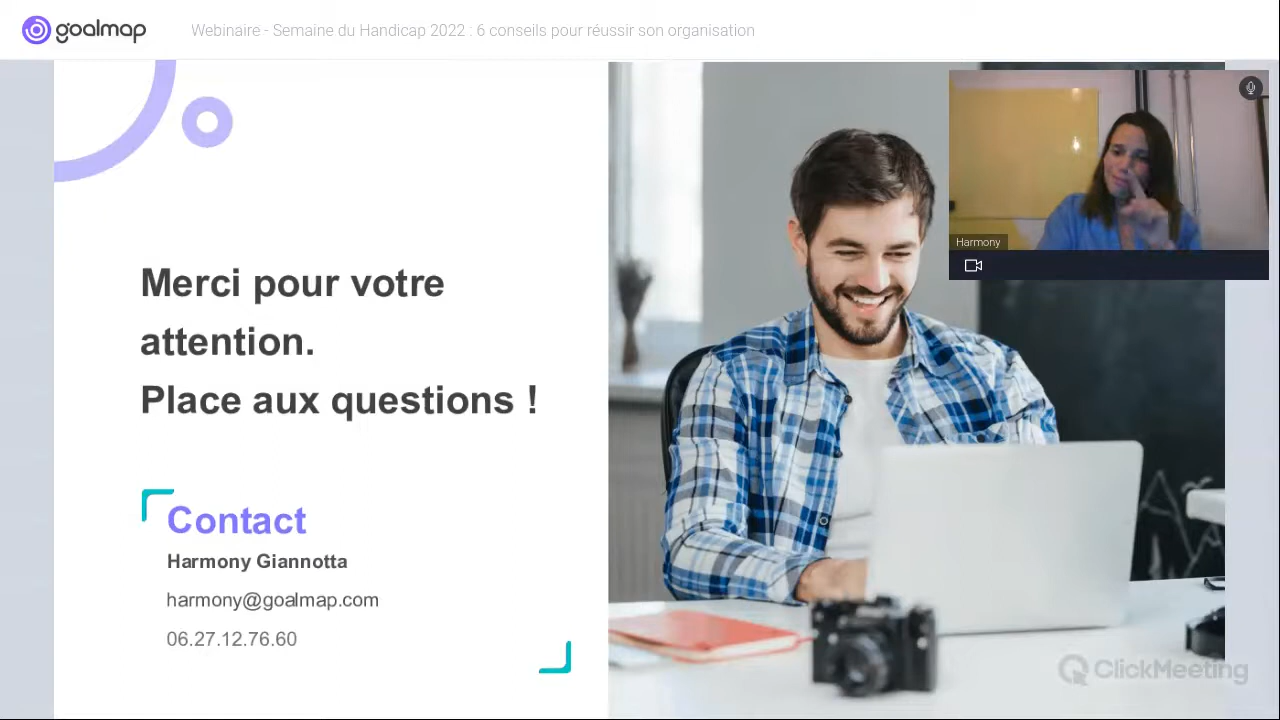 goalmap
Webinaire - Semaine du Handicap 2022 : 6 conseils pour réussir son organisation
Harmony
Merci pour votre
attention.
Place aux questions !
Contact
Harmony Giannotta
harmony@goalmap.com
06.27.12.76.60
ClickMeeting